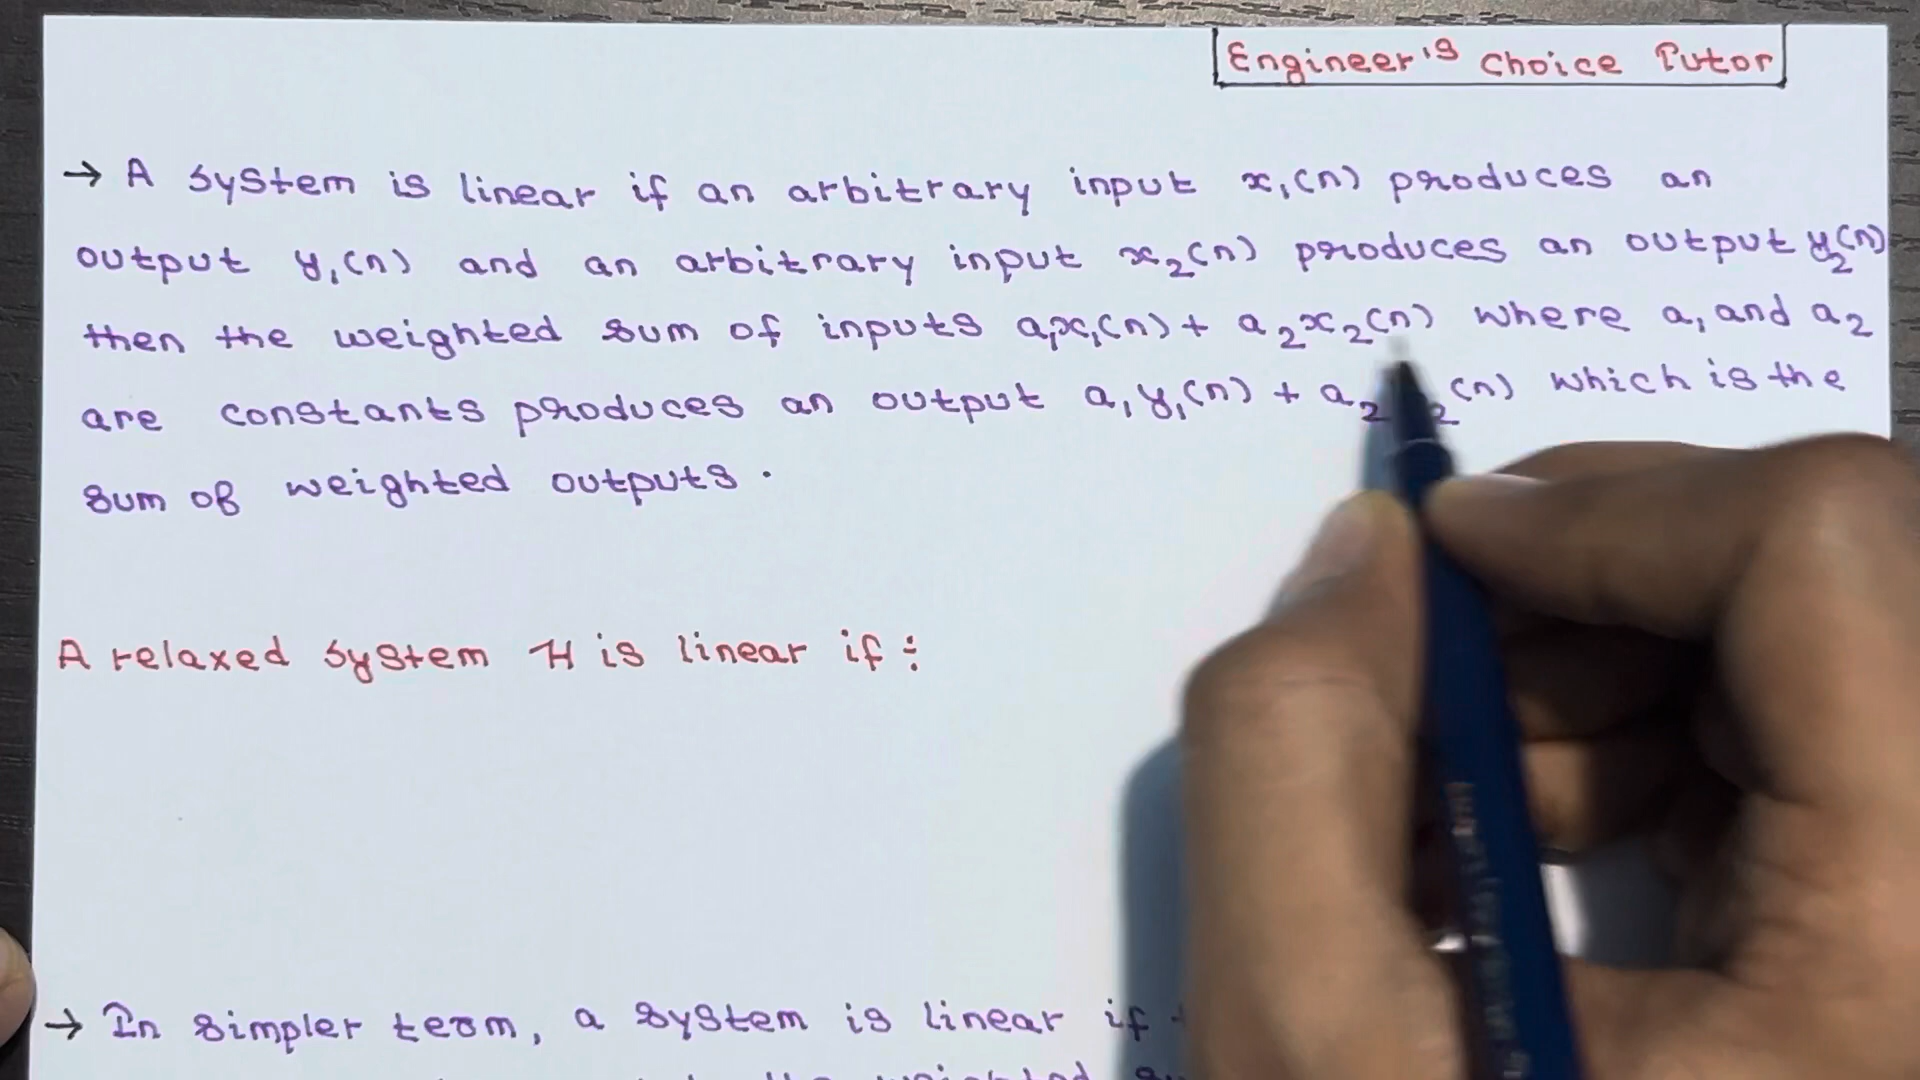 Engineer's Choice Tutor
→ A system is linear if an arbitrary input x₁(n) produces an
output y₁(n) and an arbitrary input x₂(n) produces an output y₂(n)
then the weighted sum of inputs a₁x₁(n) + a₂x₂(n) where a₁ and a₂
are constants produces an output a₁y₁(n) + a₂ ₂(n) which is the
sum of weighted outputs.
A relaxed system H is linear if:
→ In simpler term, a system is linear if
the weighted